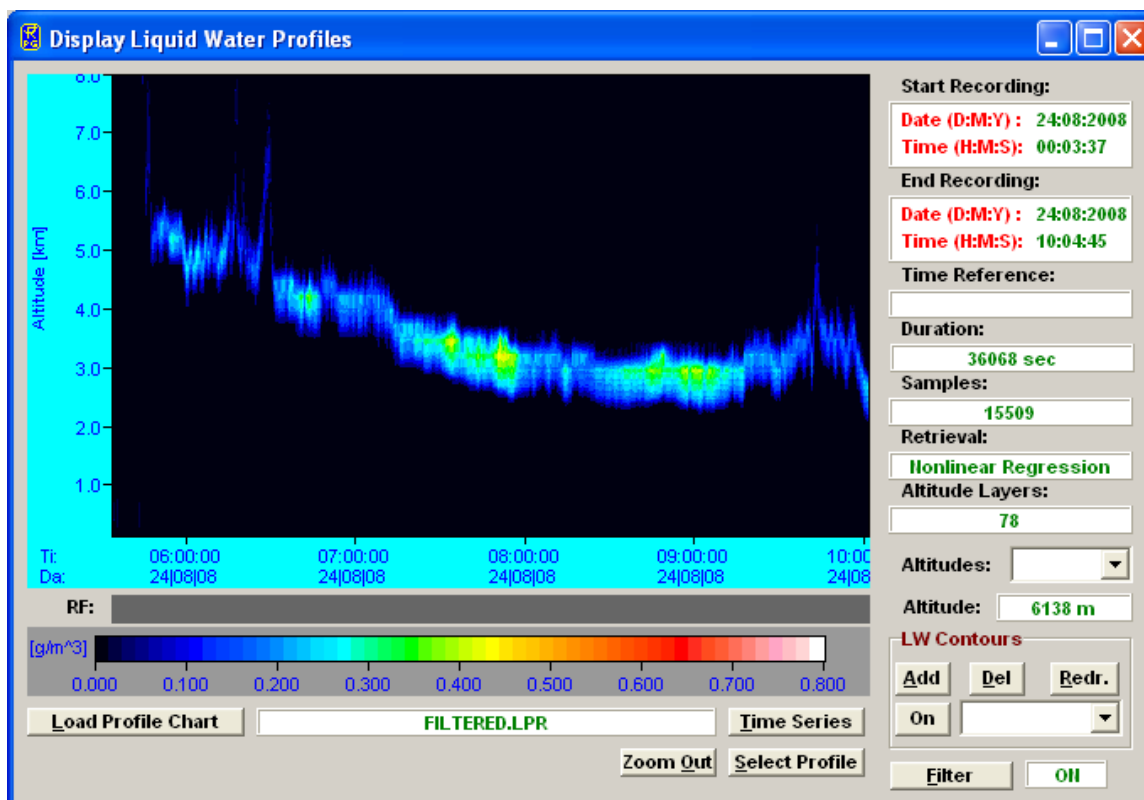 Display Liquid Water Profiles
8.0
7.0
6.0
5.0
4.0
3.0
2.0
1.0
Altitude [km]
Ti: 06:00:00 07:00:00 08:00:00 09:00:00 10:00
Da: 24|08|08 24|08|08 24|08|08 24|08|08 24|08
RF:
[g/m^3]
0.000 0.100 0.200 0.300 0.400 0.500 0.600 0.700 0.800
Load Profile Chart FILTERED.LPR Time Series
Zoom Out Select Profile
Start Recording:
Date (D:M:Y) : 24:08:2008
Time (H:M:S): 00:03:37
End Recording:
Date (D:M:Y) : 24:08:2008
Time (H:M:S): 10:04:45
Time Reference:
Duration:
36068 sec
Samples:
15509
Retrieval:
Nonlinear Regression
Altitude Layers:
78
Altitudes:
Altitude: 6138 m
LW Contours
Add Del Redr.
On
Filter ON